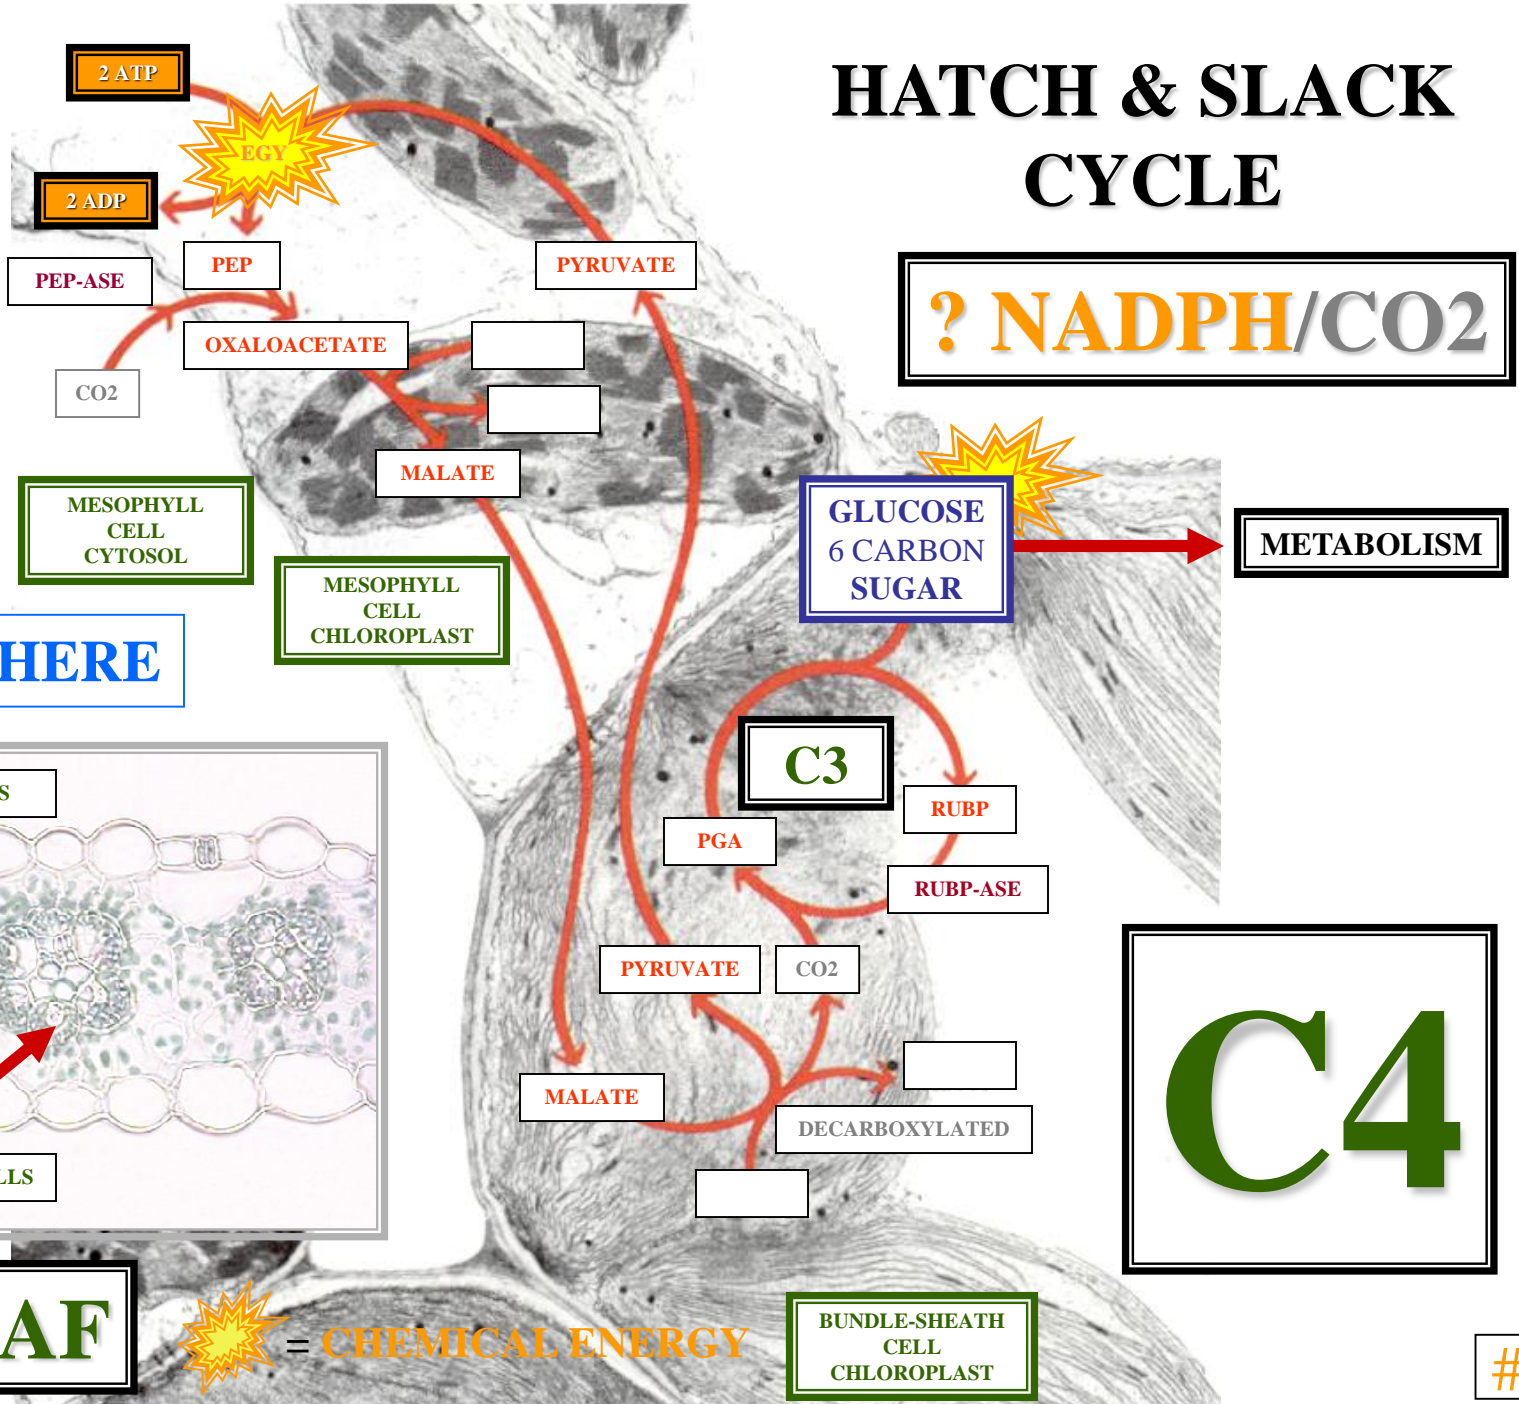 HATCH & SLACK
CYCLE
2 ATP
EGY
2 ADP
PEP-ASE
PEP
PYRUVATE
? NADPH/CO2
OXALOACETATE
CO2
MALATE
MESOPHYLL
CELL
CYTOSOL
MESOPHYLL
CELL
CHLOROPLAST
GLUCOSE
6 CARBON
SUGAR
METABOLISM
HERE
C3
S
RUBP
PGA
RUBP-ASE
PYRUVATE
CO2
MALATE
DECARBOXYLATED
C4
LLS
AF
= CHEMICAL ENERGY
BUNDLE-SHEATH
CELL
CHLOROPLAST
#